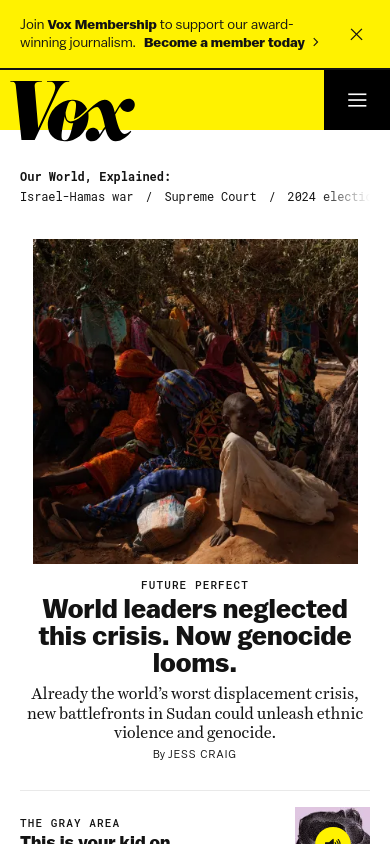 Join Vox Membership to support our award-
winning journalism. Become a member today
Vox
Our World, Explained:
Israel-Hamas war / Supreme Court / 2024 electi
FUTURE PERFECT
World leaders neglected
this crisis. Now genocide
looms.
Already the world’s worst displacement crisis,
new battlefronts in Sudan could unleash ethnic
violence and genocide.
By JESS CRAIG
THE GRAY AREA
This is your kid on